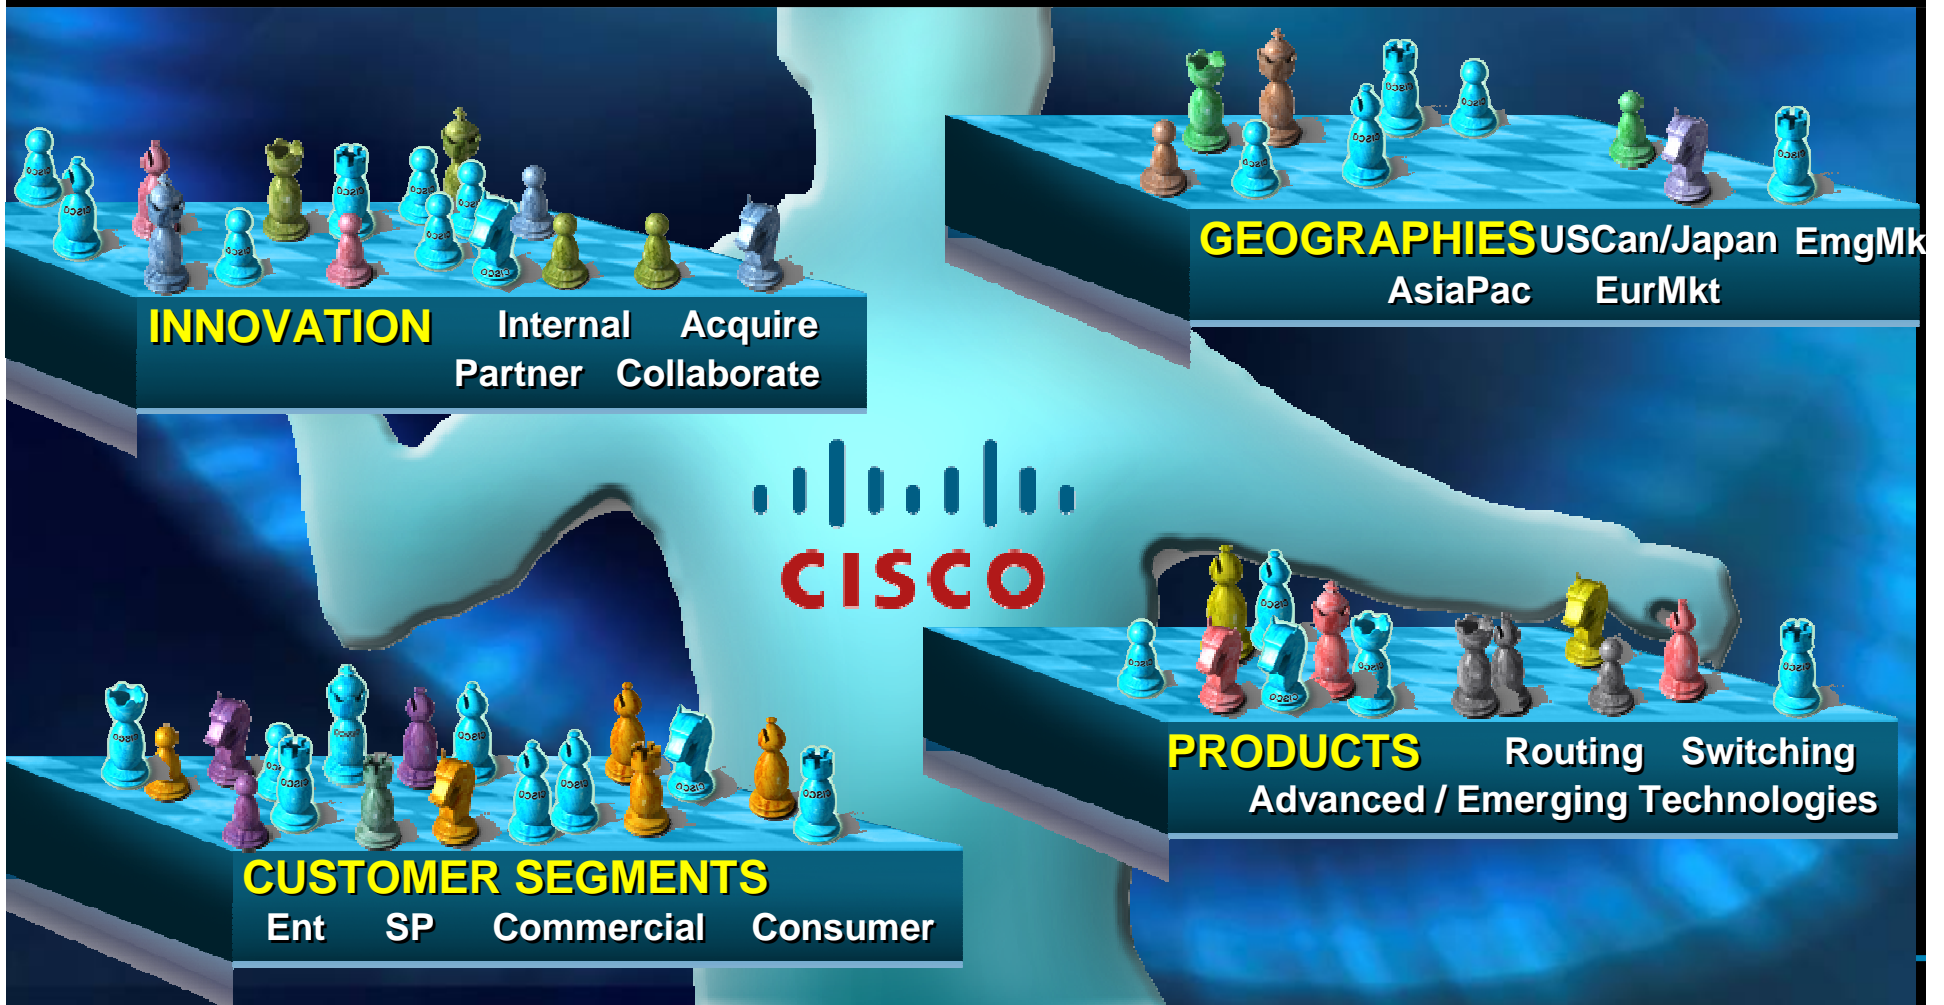 INNOVATION Internal Acquire
Partner Collaborate
GEOGRAPHIES USCan/Japan EmgMk
AsiaPac EurMkt
CISCO
CUSTOMER SEGMENTS
Ent SP Commercial Consumer
PRODUCTS Routing Switching
Advanced / Emerging Technologies